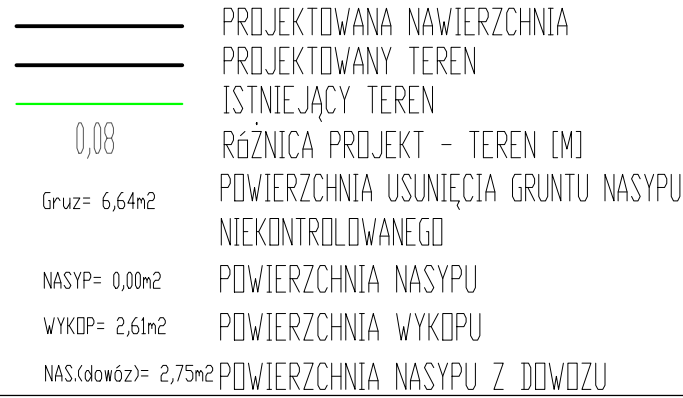 PROJEKTOWANA NAWIERZCHNIA
PROJEKTOWANY TEREN
ISTNIEJĄCY TEREN
0,08 RóŻNICA PROJEKT - TEREN [M]
Gruz= 6,64m2 POWIERZCHNIA USUNIĘCIA GRUNTU NASYPU
NIEKONTROLOWANEGO
NASYP= 0,00m2 POWIERZCHNIA NASYPU
WYKOP= 2,61m2 POWIERZCHNIA WYKOPU
NAS.(dowóz)= 2,75m2 POWIERZCHNIA NASYPU Z DOWOZU